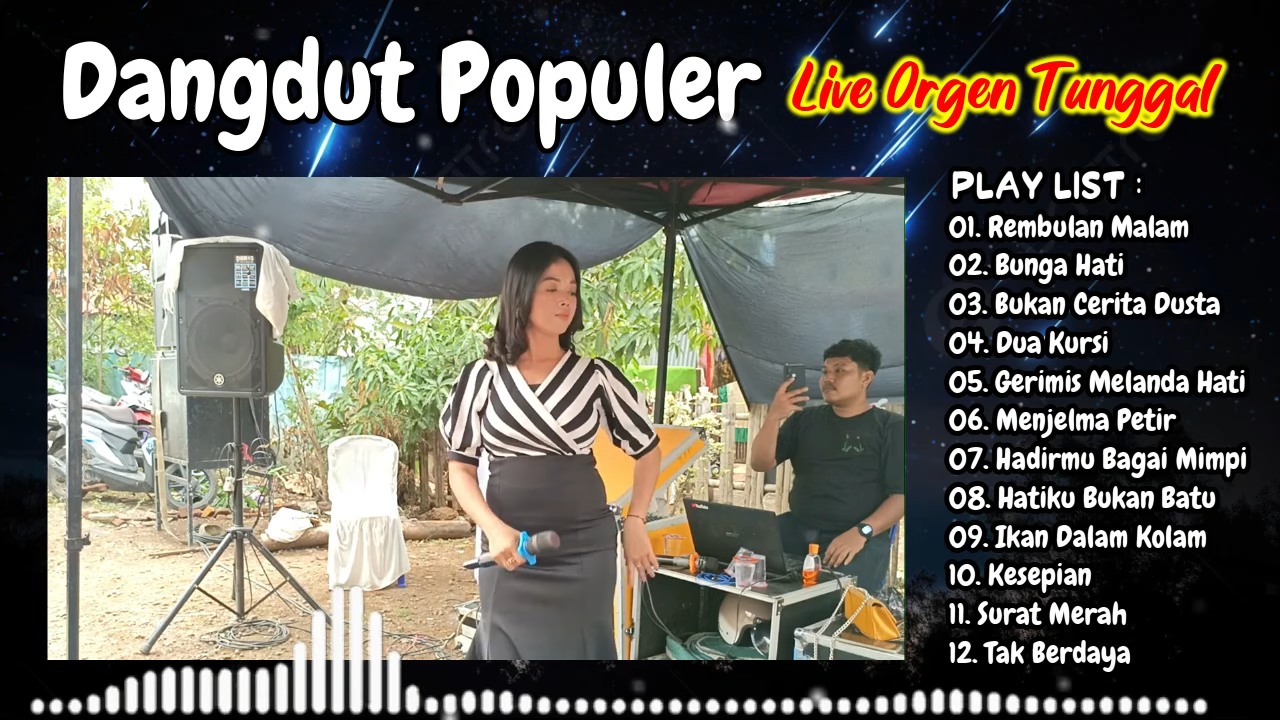 Dangdut Populer
Live Orgen Tunggal
PLAY LIST :
01. Rembulan Malam
02. Bunga Hati
03. Bukan Cerita Dusta
04. Dua Kursi
05. Gerimis Melanda Hati
06. Menjelma Petir
07. Hadirmu Bagai Mimpi
08. Hatiku Bukan Batu
09. Ikan Dalam Kolam
10. Kesepian
11. Surat Merah
12. Tak Berdaya